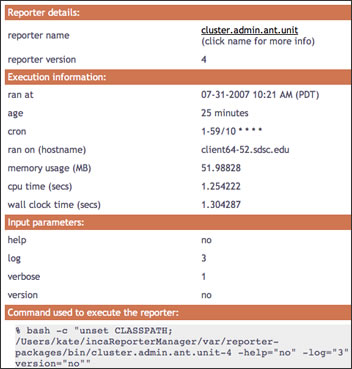 Reporter details:
reporter name cluster.admin.ant.unit
(click name for more info)
reporter version 4
Execution information:
ran at 07-31-2007 10:21 AM (PDT)
age 25 minutes
cron 1-59/10 * * * *
ran on (hostname) client64-52.sdsc.edu
memory usage (MB) 51.98828
cpu time (secs) 1.254222
wall clock time (secs) 1.304287
Input parameters:
help no
log 3
verbose 1
version no
Command used to execute the reporter:
% bash -c "unset CLASSPATH;
/Users/kate/incaReporterManager/var/reporter-
packages/bin/cluster.admin.ant.unit-4 -help="no" -log="3"
version="no""